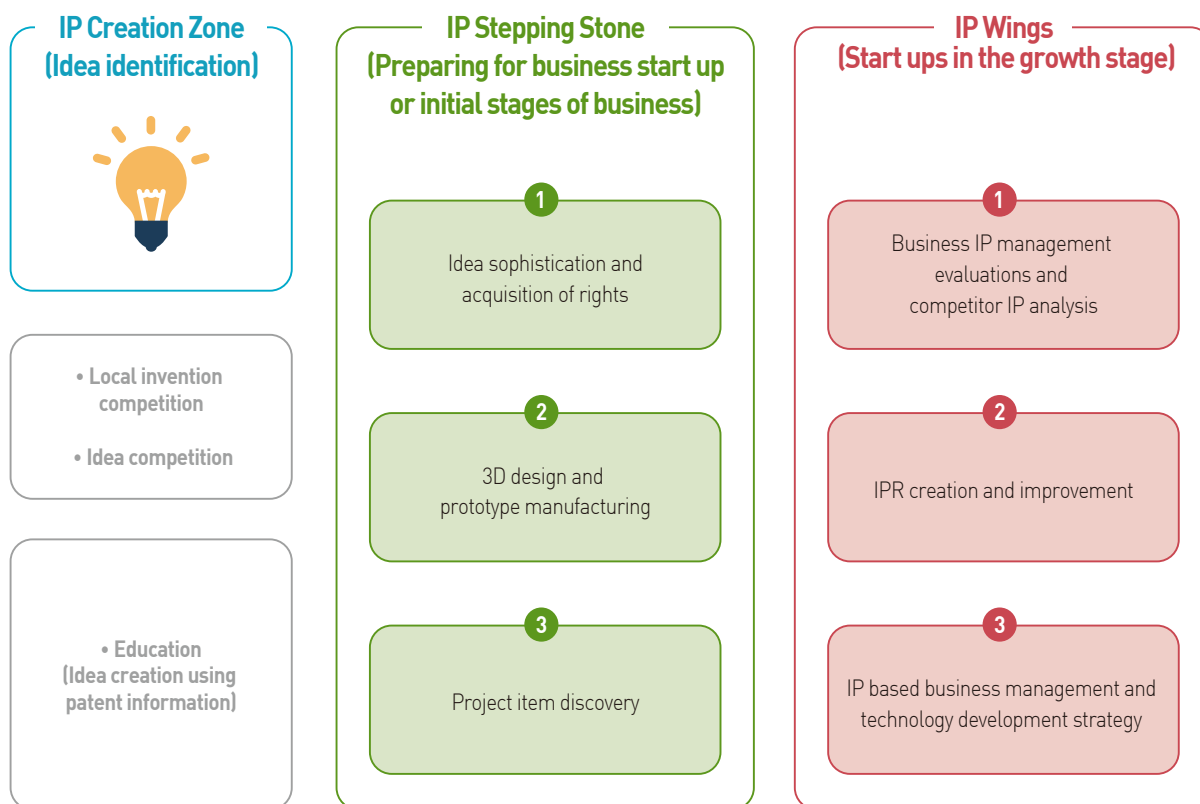 IP Creation Zone
(Idea identification)
• Local invention
competition
• Idea competition
• Education
(Idea creation using
patent information)
IP Stepping Stone
(Preparing for business start up
or initial stages of business)
1
Idea sophistication and
acquisition of rights
2
3D design and
prototype manufacturing
3
Project item discovery
IP Wings
(Start ups in the growth stage)
1
Business IP management
evaluations and
competitor IP analysis
2
IPR creation and improvement
3
IP based business management and
technology development strategy